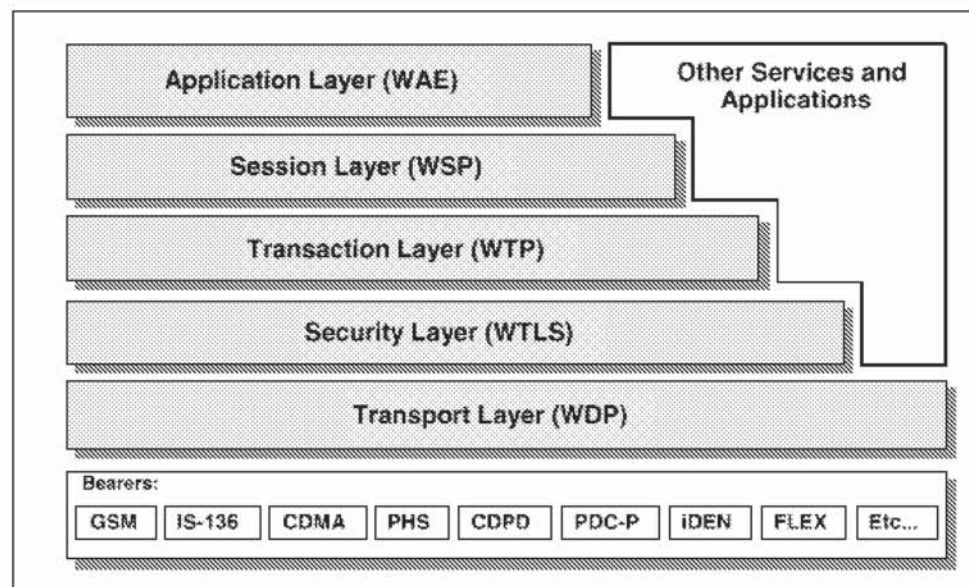 Application Layer (WAE)
Other Services and
Applications
Session Layer (WSP)
Transaction Layer (WTP)
Security Layer (WTLS)
Transport Layer (WDP)
Bearers:
GSM IS-136 CDMA PHS CDPD PDC-P iDEN FLEX Etc...